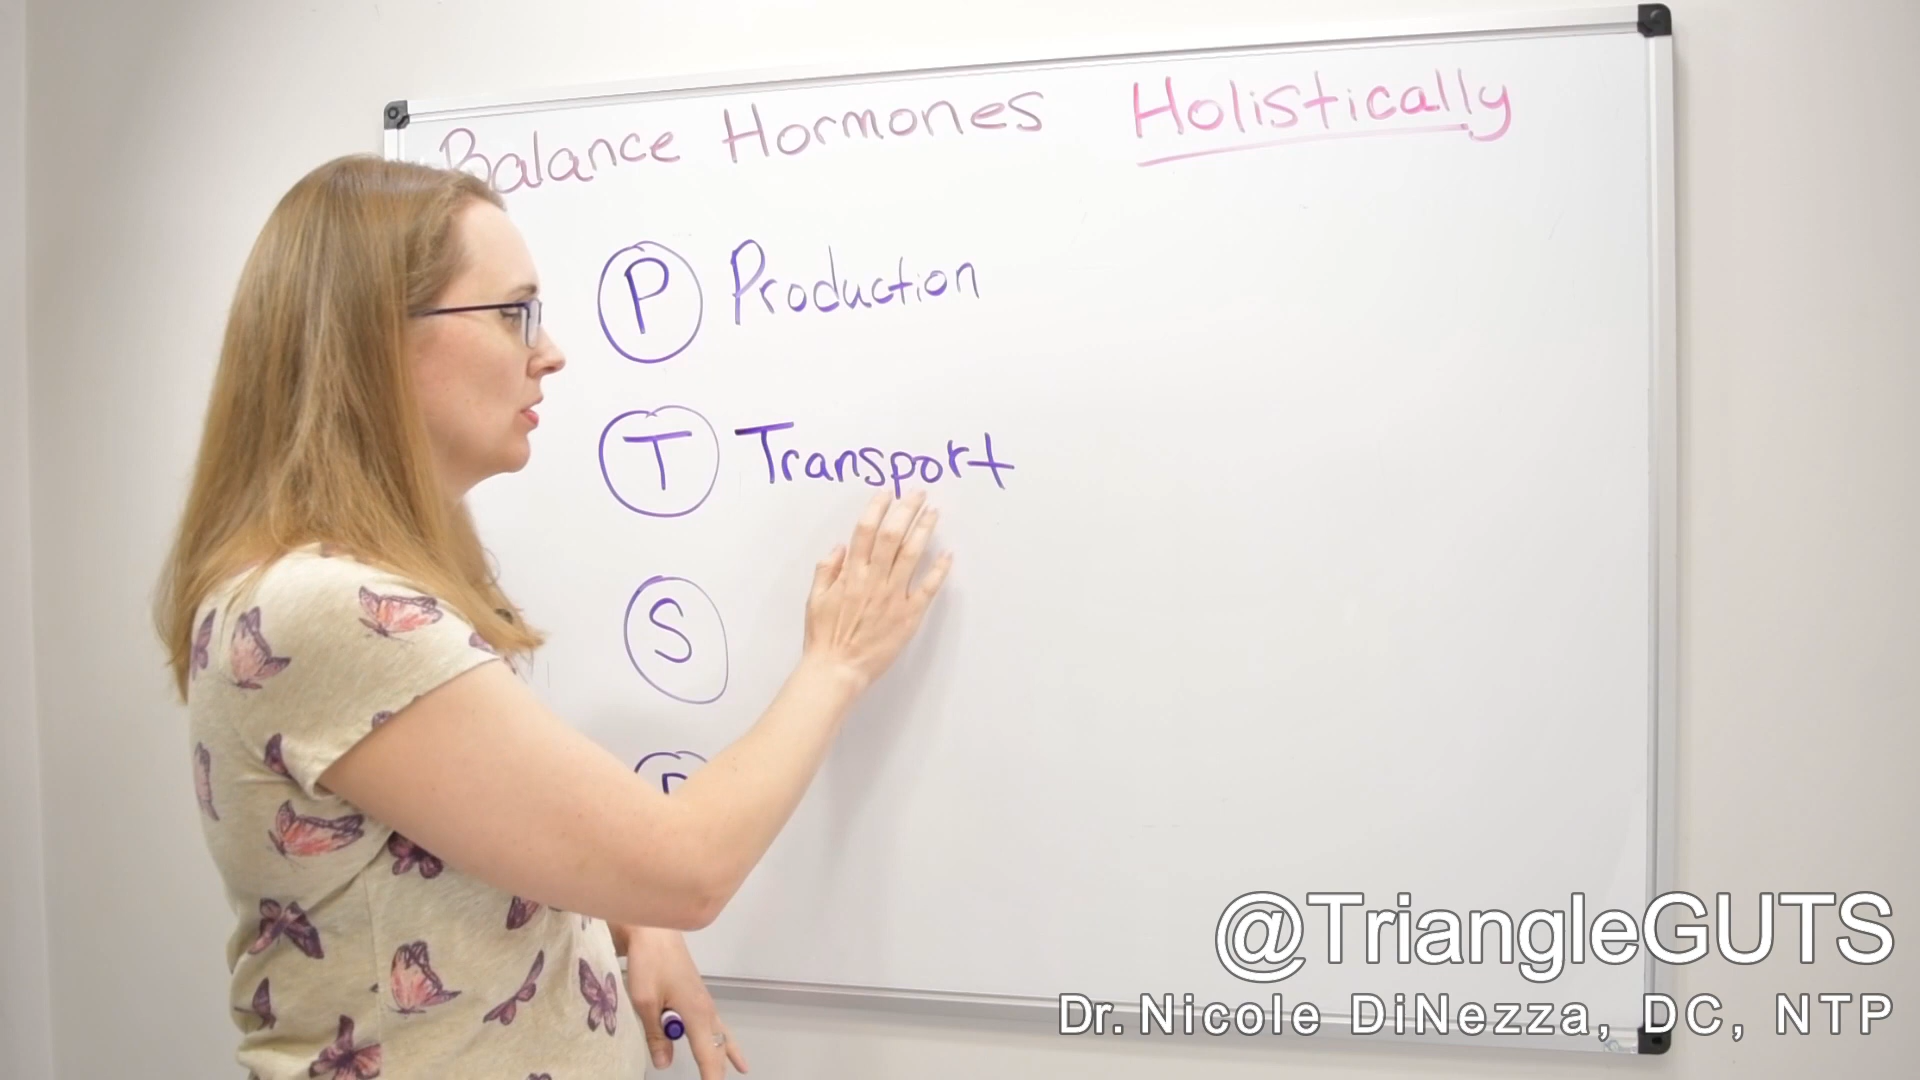 Balance Hormones Holistically
P Production
T Transport
S
@TriangleGUTS
Dr. Nicole DiNezza, DC, NTP